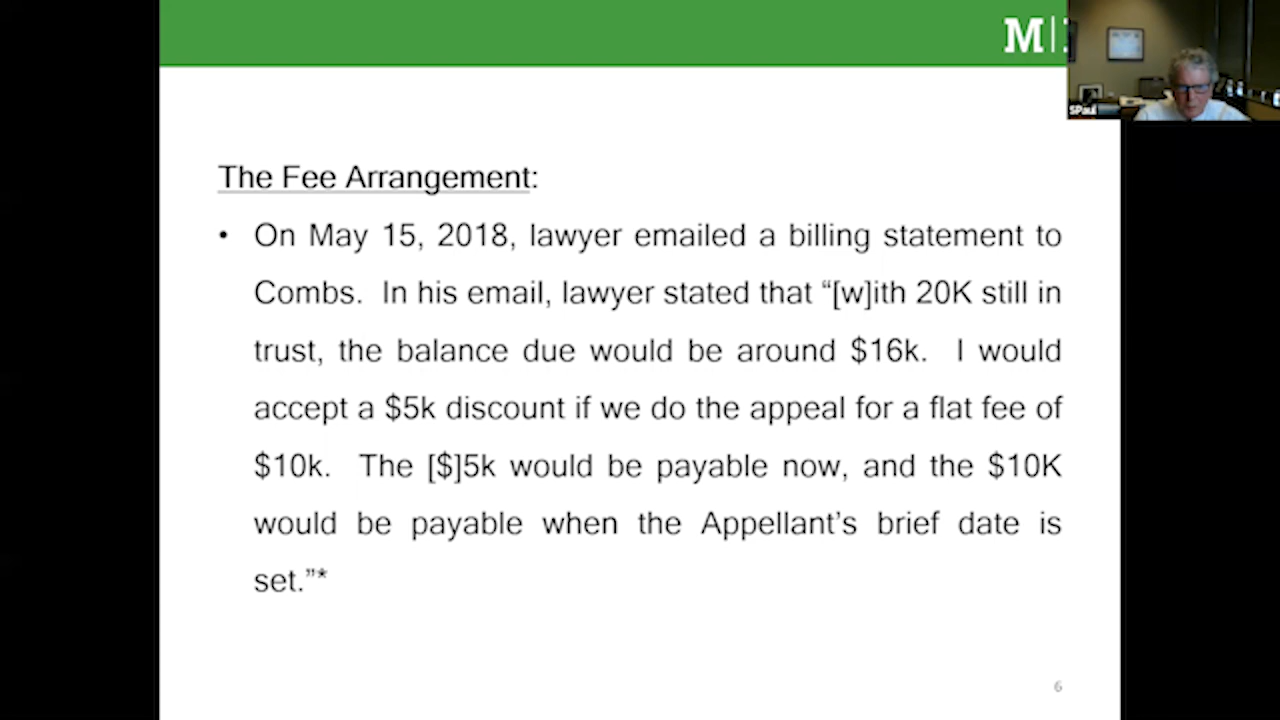 M
SPaul
The Fee Arrangement:
• On May 15, 2018, lawyer emailed a billing statement to
Combs. In his email, lawyer stated that “[w]ith 20K still in
trust, the balance due would be around $16k. I would
accept a $5k discount if we do the appeal for a flat fee of
$10k. The [$]5k would be payable now, and the $10K
would be payable when the Appellant’s brief date is
set.”*
6